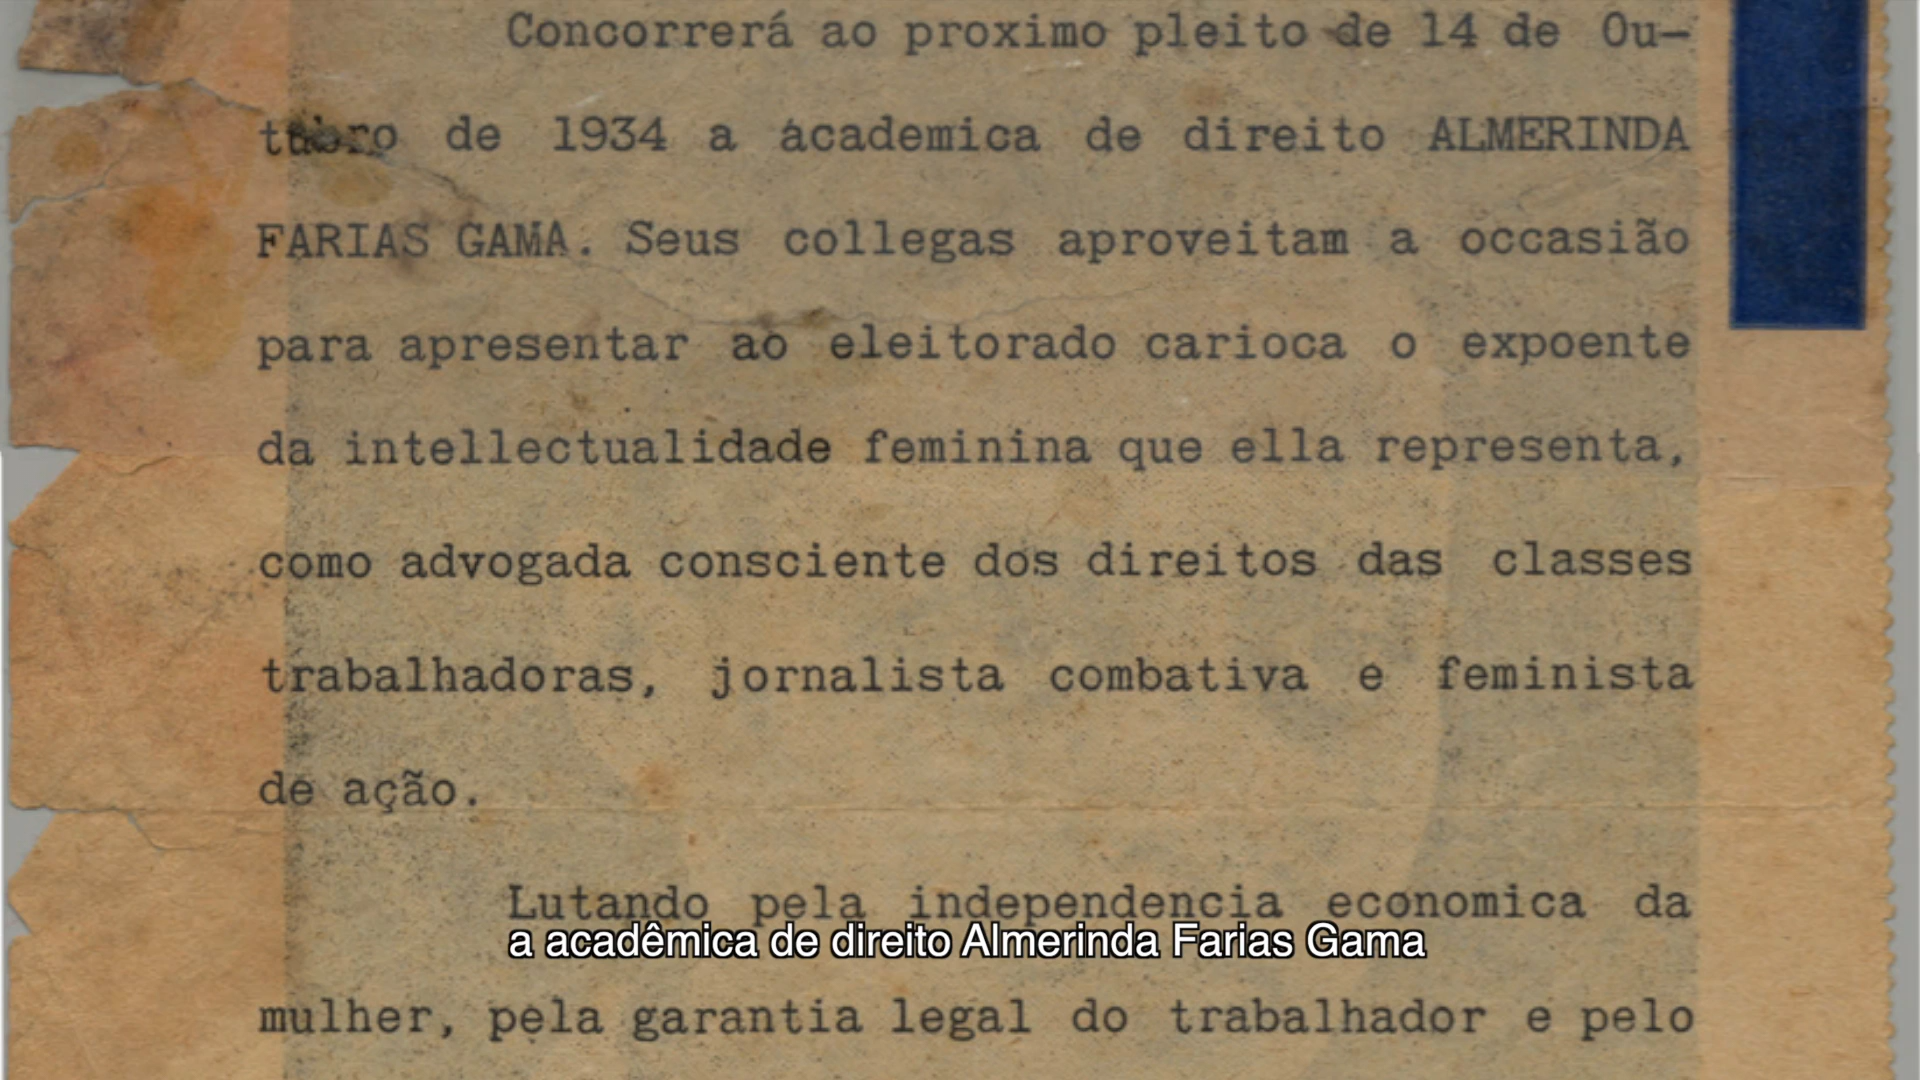 Concorrerá ao proximo pleito de 14 de Ou-
tubro de 1934 a academica de direito ALMERINDA
FARIAS GAMA. Seus collegas aproveitam a occasião
para apresentar ao eleitorado carioca o expoente
da intellectualidade feminina que ella representa,
como advogada consciente dos direitos das classes
trabalhadoras, jornalista combativa e feminista
de ação.
Lutando pela independencia economica da
a acadêmica de direito Almerinda Farias Gama
mulher, pela garantia legal do trabalhador e pelo